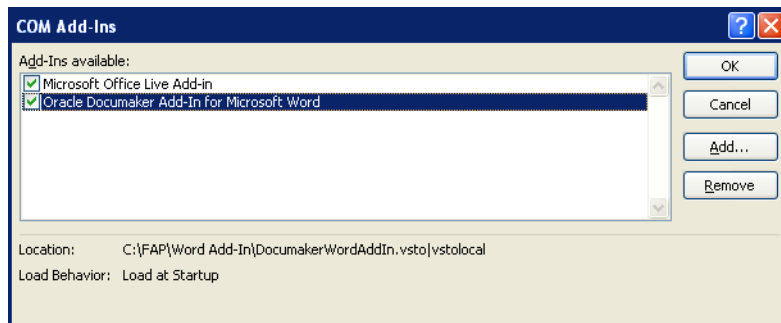 COM Add-Ins
Add-Ins available:
Microsoft Office Live Add-in
Oracle Documaker Add-In for Microsoft Word
OK
Cancel
Add...
Remove
Location: C:\FAP\Word Add-In\DocumakerWordAddIn.vsto|vstolocal
Load Behavior: Load at Startup